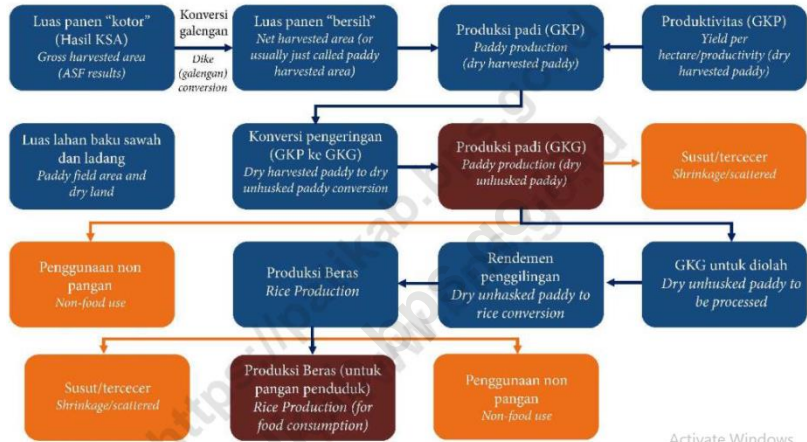 Luas panen “kotor”
(Hasil KSA)
Gross harvested area
(ASF results)
Konversi
galengan
Dike
(galengan)
conversion
Luas panen “bersih”
Net harvested area (or
usually just called paddy
harvested area)
Produksi padi (GKP)
Paddy production
(dry harvested paddy)
Produktivitas (GKP)
Yield per
hectare/productivity (dry
harvested paddy)
Luas lahan baku sawah
dan ladang
Paddy field area and
dry land
Konversi pengeringan
(GKP ke GKG)
Dry harvested paddy to dry
unhusked paddy conversion
Produksi padi (GKG)
Paddy production (dry
unhusked paddy)
Susut/tercecer
Shrinkage/scattered
Penggunaan non
pangan
Non-food use
Produksi Beras
Rice Production
Rendemen
penggilingan
Dry unhasked paddy to
rice conversion
GKG untuk diolah
Dry unhusked paddy to
be processed
Susut/tercecer
Shrinkage/scattered
Produksi Beras (untuk
pangan penduduk)
Rice Production (for
food consumption)
Penggunaan non
pangan
Non-food use
Activate Windows